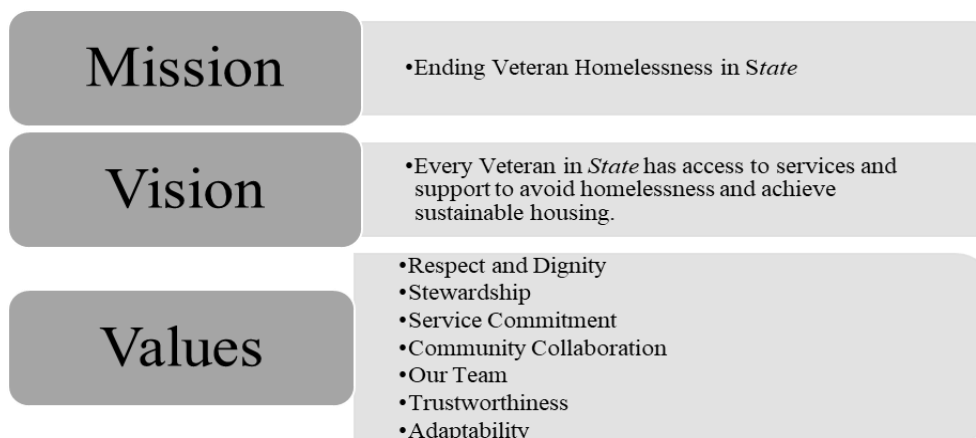 Mission
•Ending Veteran Homelessness in State
Vision
•Every Veteran in State has access to services and
support to avoid homelessness and achieve
sustainable housing.
Values
•Respect and Dignity
•Stewardship
•Service Commitment
•Community Collaboration
•Our Team
•Trustworthiness
•Adaptability